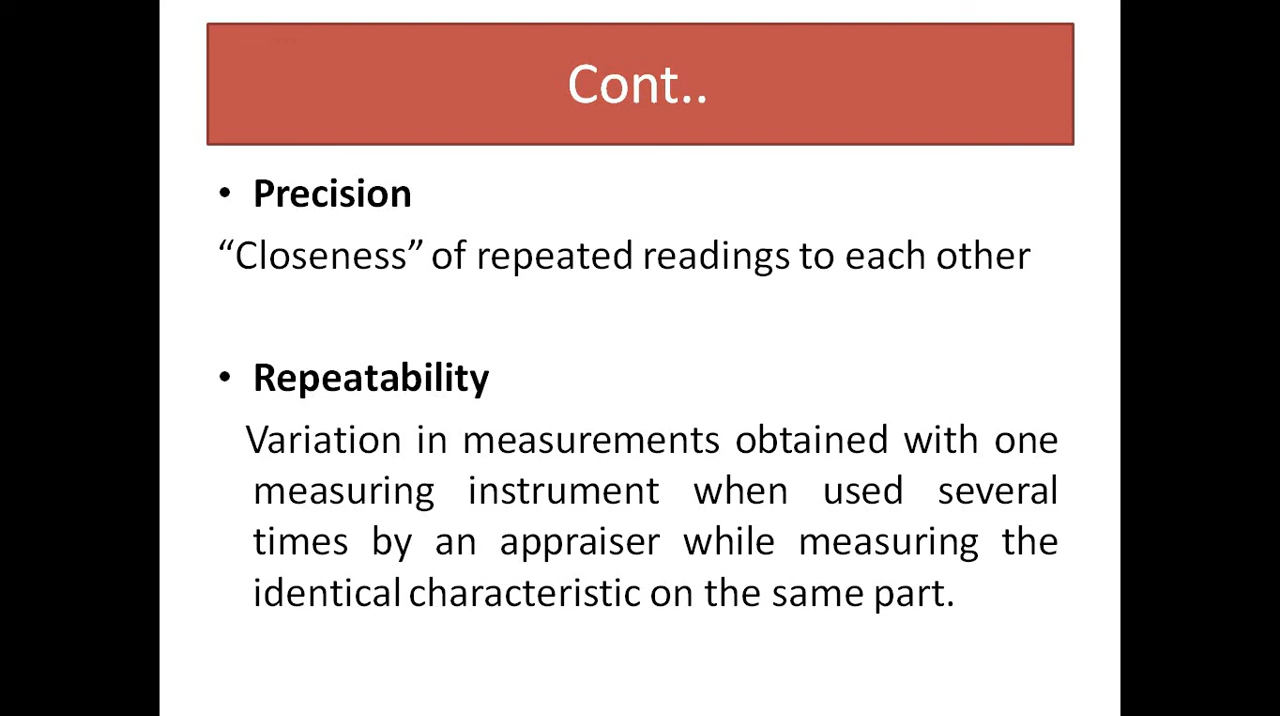 Cont..
• Precision
“Closeness” of repeated readings to each other
• Repeatability
Variation in measurements obtained with one
measuring instrument when used several
times by an appraiser while measuring the
identical characteristic on the same part.